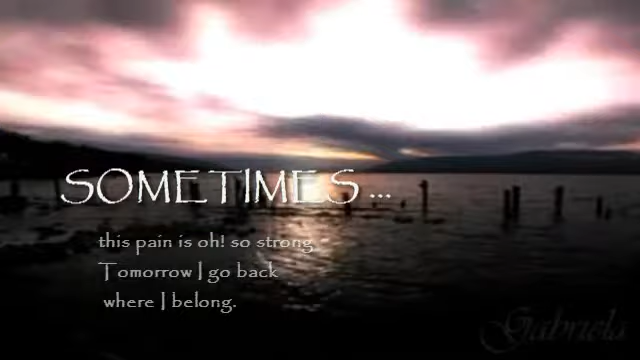 SOMETIMES ...
this pain is oh! so strong
Tomorrow I go back
where I belong.
Gabriela